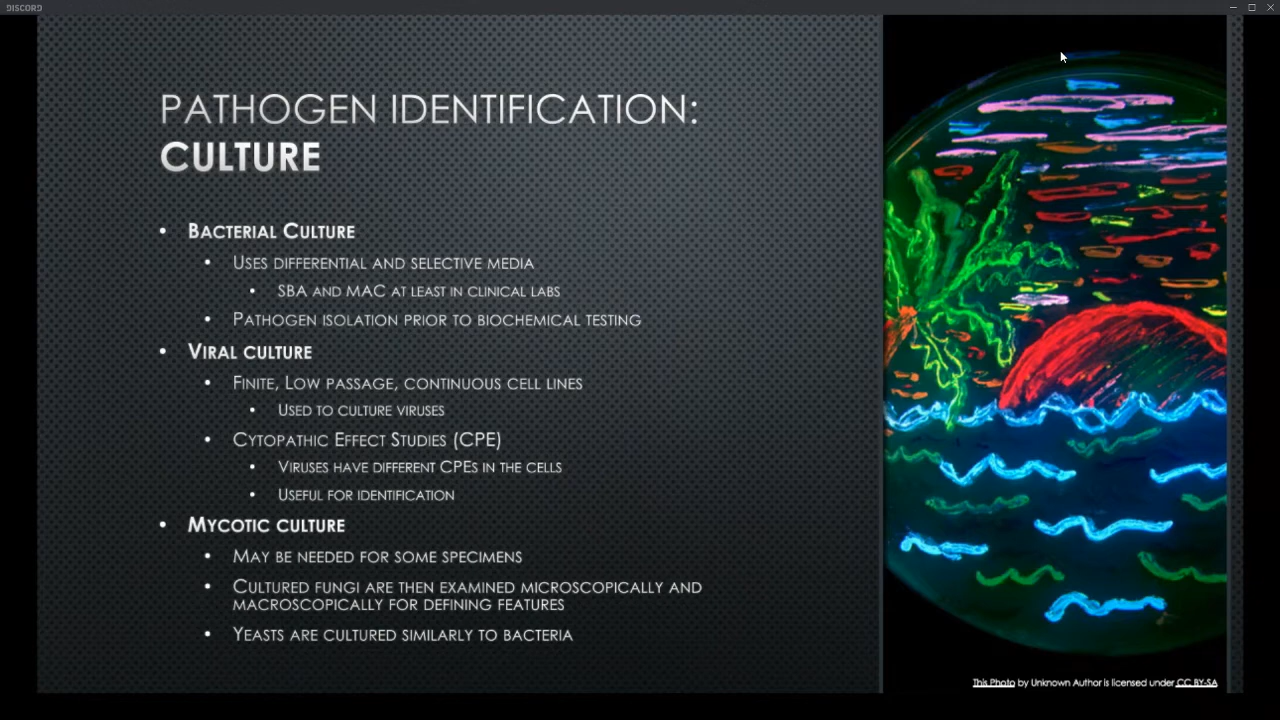 DISCORD
PATHOGEN IDENTIFICATION:
CULTURE
• BACTERIAL CULTURE
• USES DIFFERENTIAL AND SELECTIVE MEDIA
• SBA AND MAC AT LEAST IN CLINICAL LABS
• PATHOGEN ISOLATION PRIOR TO BIOCHEMICAL TESTING
• VIRAL CULTURE
• FINITE, LOW PASSAGE, CONTINUOUS CELL LINES
• USED TO CULTURE VIRUSES
• CYTOPATHIC EFFECT STUDIES (CPE)
• VIRUSES HAVE DIFFERENT CPES IN THE CELLS
• USEFUL FOR IDENTIFICATION
• MYCOTIC CULTURE
• MAY BE NEEDED FOR SOME SPECIMENS
• CULTURED FUNGI ARE THEN EXAMINED MICROSCOPICALLY AND
MACROSCOPICALLY FOR DEFINING FEATURES
• YEASTS ARE CULTURED SIMILARLY TO BACTERIA
This Photo by Unknown Author is licensed under CC BY-SA